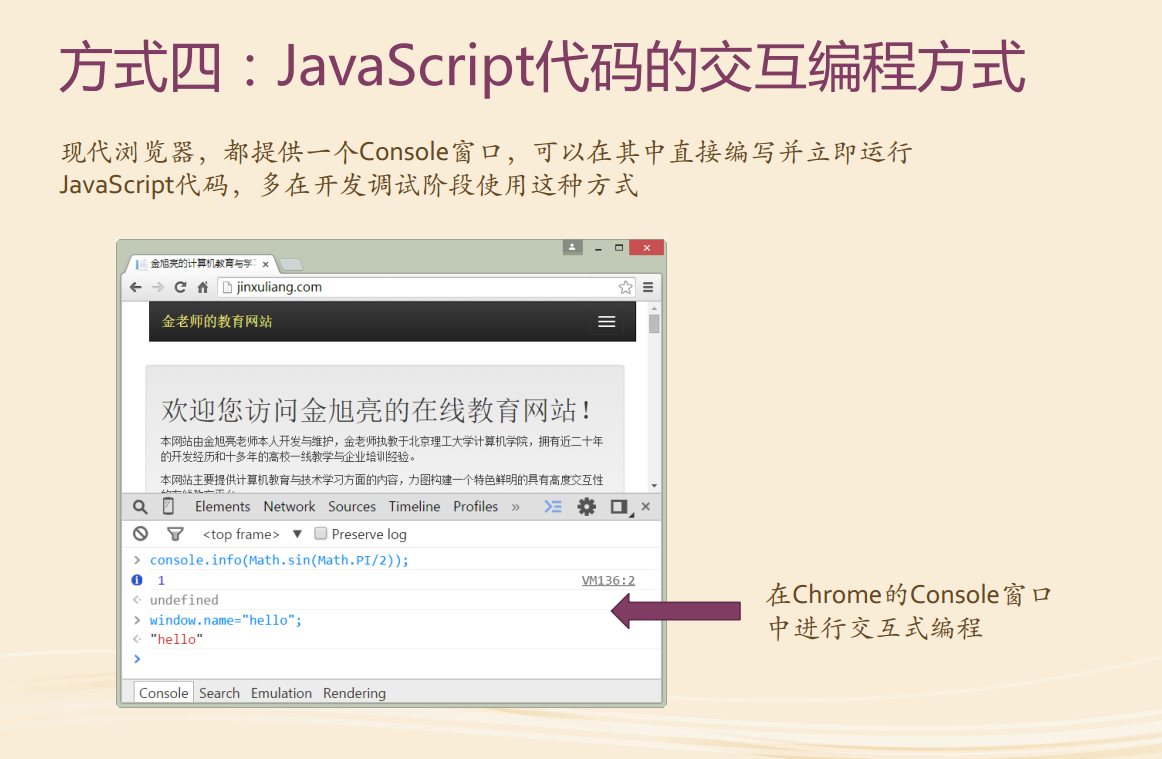 方式四：JavaScript代码的交互编程方式
现代浏览器，都提供一个Console窗口，可以在其中直接编写并立即运行
JavaScript代码，多在开发调试阶段使用这种方式
金旭亮的计算机教育与学
jinxuliang.com
金老师的教育网站
欢迎您访问金旭亮的在线教育网站！
本网站由金旭亮老师本人开发与维护，金老师执教于北京理工大学计算机学院，拥有近二十年
的开发经历和十多年的高校一线教学与企业培训经验。
本网站主要提供计算机教育与技术学习方面的内容，力图构建一个特色鲜明的具有高度交互性
Elements Network Sources Timeline Profiles »
<top frame> ▼ Preserve log
> console.info(Math.sin(Math.PI/2));
1 VM136:2
undefined
> window.name="hello";
"hello"
>
在Chrome的Console窗口
中进行交互式编程
Console Search Emulation Rendering